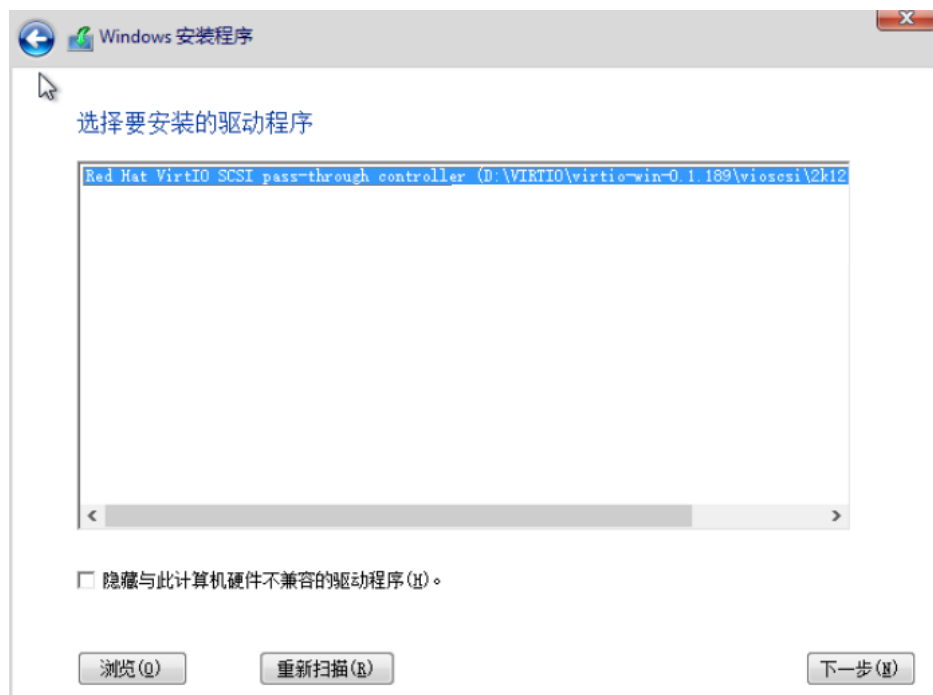 Windows 安装程序
选择要安装的驱动程序
Red Hat VirtIO SCSI pass-through controller (D:\VIRTIO\virtio-win-0.1.189\vioscsi\2k12
隐藏与此计算机硬件不兼容的驱动程序(H)。
浏览(O) 重新扫描(R) 下一步(N)